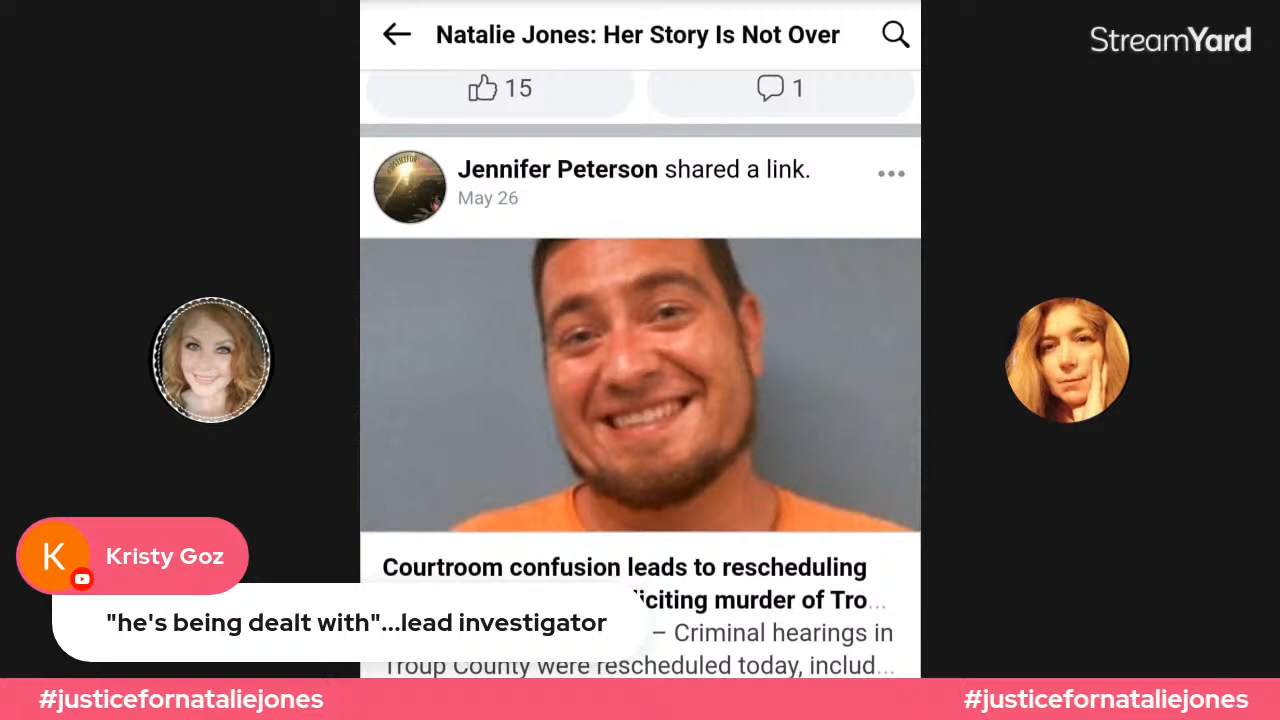 Natalie Jones: Her Story Is Not Over
StreamYard
15
1
Jennifer Peterson shared a link.
May 26
Courtroom confusion leads to rescheduling
iciting murder of Tro...
– Criminal hearings in
Troup County were rescheduled today, includ...
K
Kristy Goz
"he's being dealt with"...lead investigator
#justicefornataliejones
#justicefornataliejones